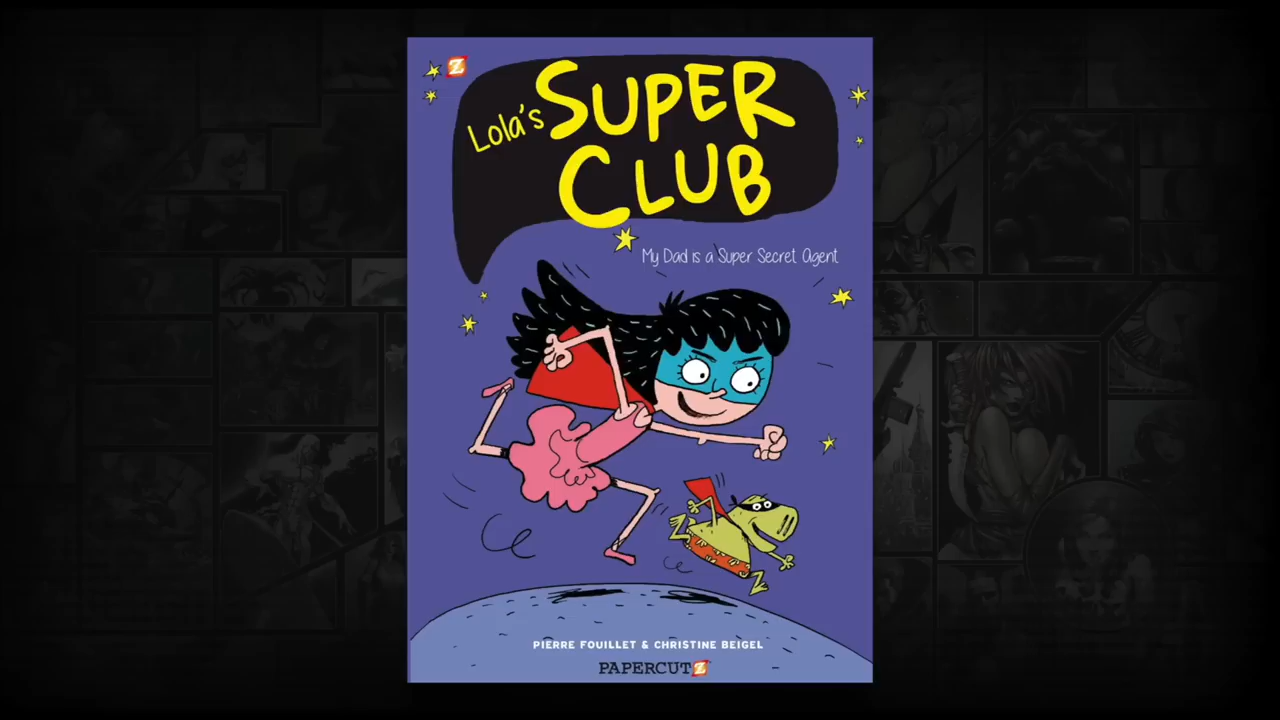 Z
Lola's SUPER
CLUB
My Dad is a Super Secret Agent
PIERRE FOUILLET & CHRISTINE BEIGEL
PAPERCUTZ